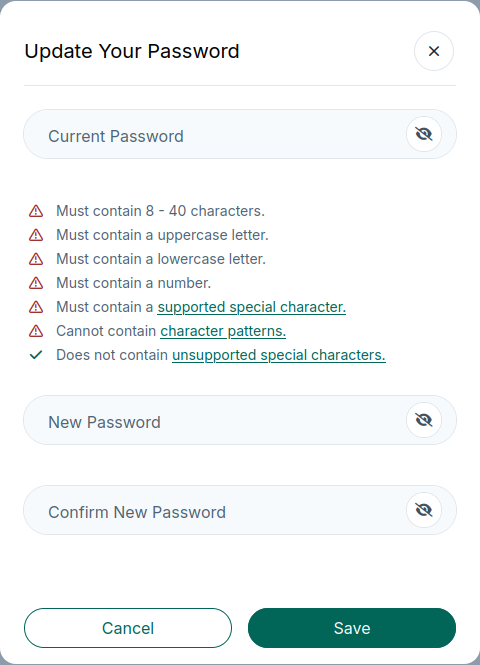 Update Your Password
Current Password
Must contain 8 - 40 characters.
Must contain a uppercase letter.
Must contain a lowercase letter.
Must contain a number.
Must contain a supported special character.
Cannot contain character patterns.
Does not contain unsupported special characters.
New Password
Confirm New Password
Cancel
Save